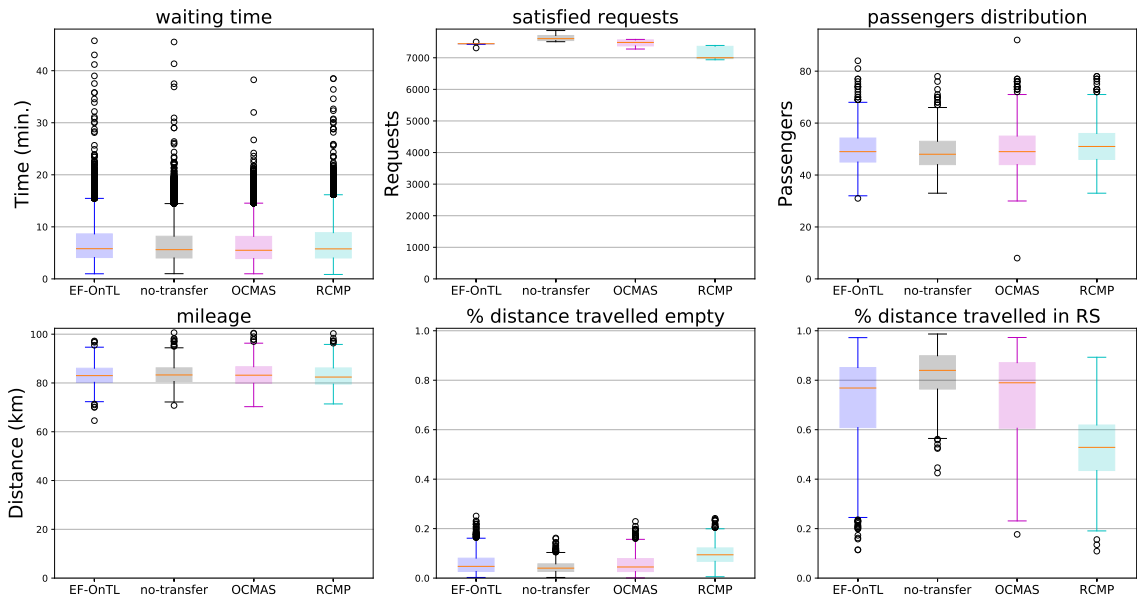 waiting time
Time (min.)
40
30
20
10
0
EF-OnTL no-transfer OCMAS RCMP
satisfied requests
Requests
7000
6000
5000
4000
3000
2000
1000
0
EF-OnTL no-transfer OCMAS RCMP
passengers distribution
Passengers
80
60
40
20
0
EF-OnTL no-transfer OCMAS RCMP
mileage
Distance (km)
100
80
60
40
20
0
EF-OnTL no-transfer OCMAS RCMP
% distance travelled empty
1.0
0.8
0.6
0.4
0.2
0.0
EF-OnTL no-transfer OCMAS RCMP
% distance travelled in RS
1.0
0.8
0.6
0.4
0.2
0.0
EF-OnTL no-transfer OCMAS RCMP